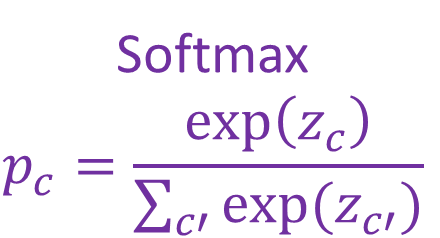 Softmax
p_c = exp(z_c) / ∑_c′ exp(z_c′)